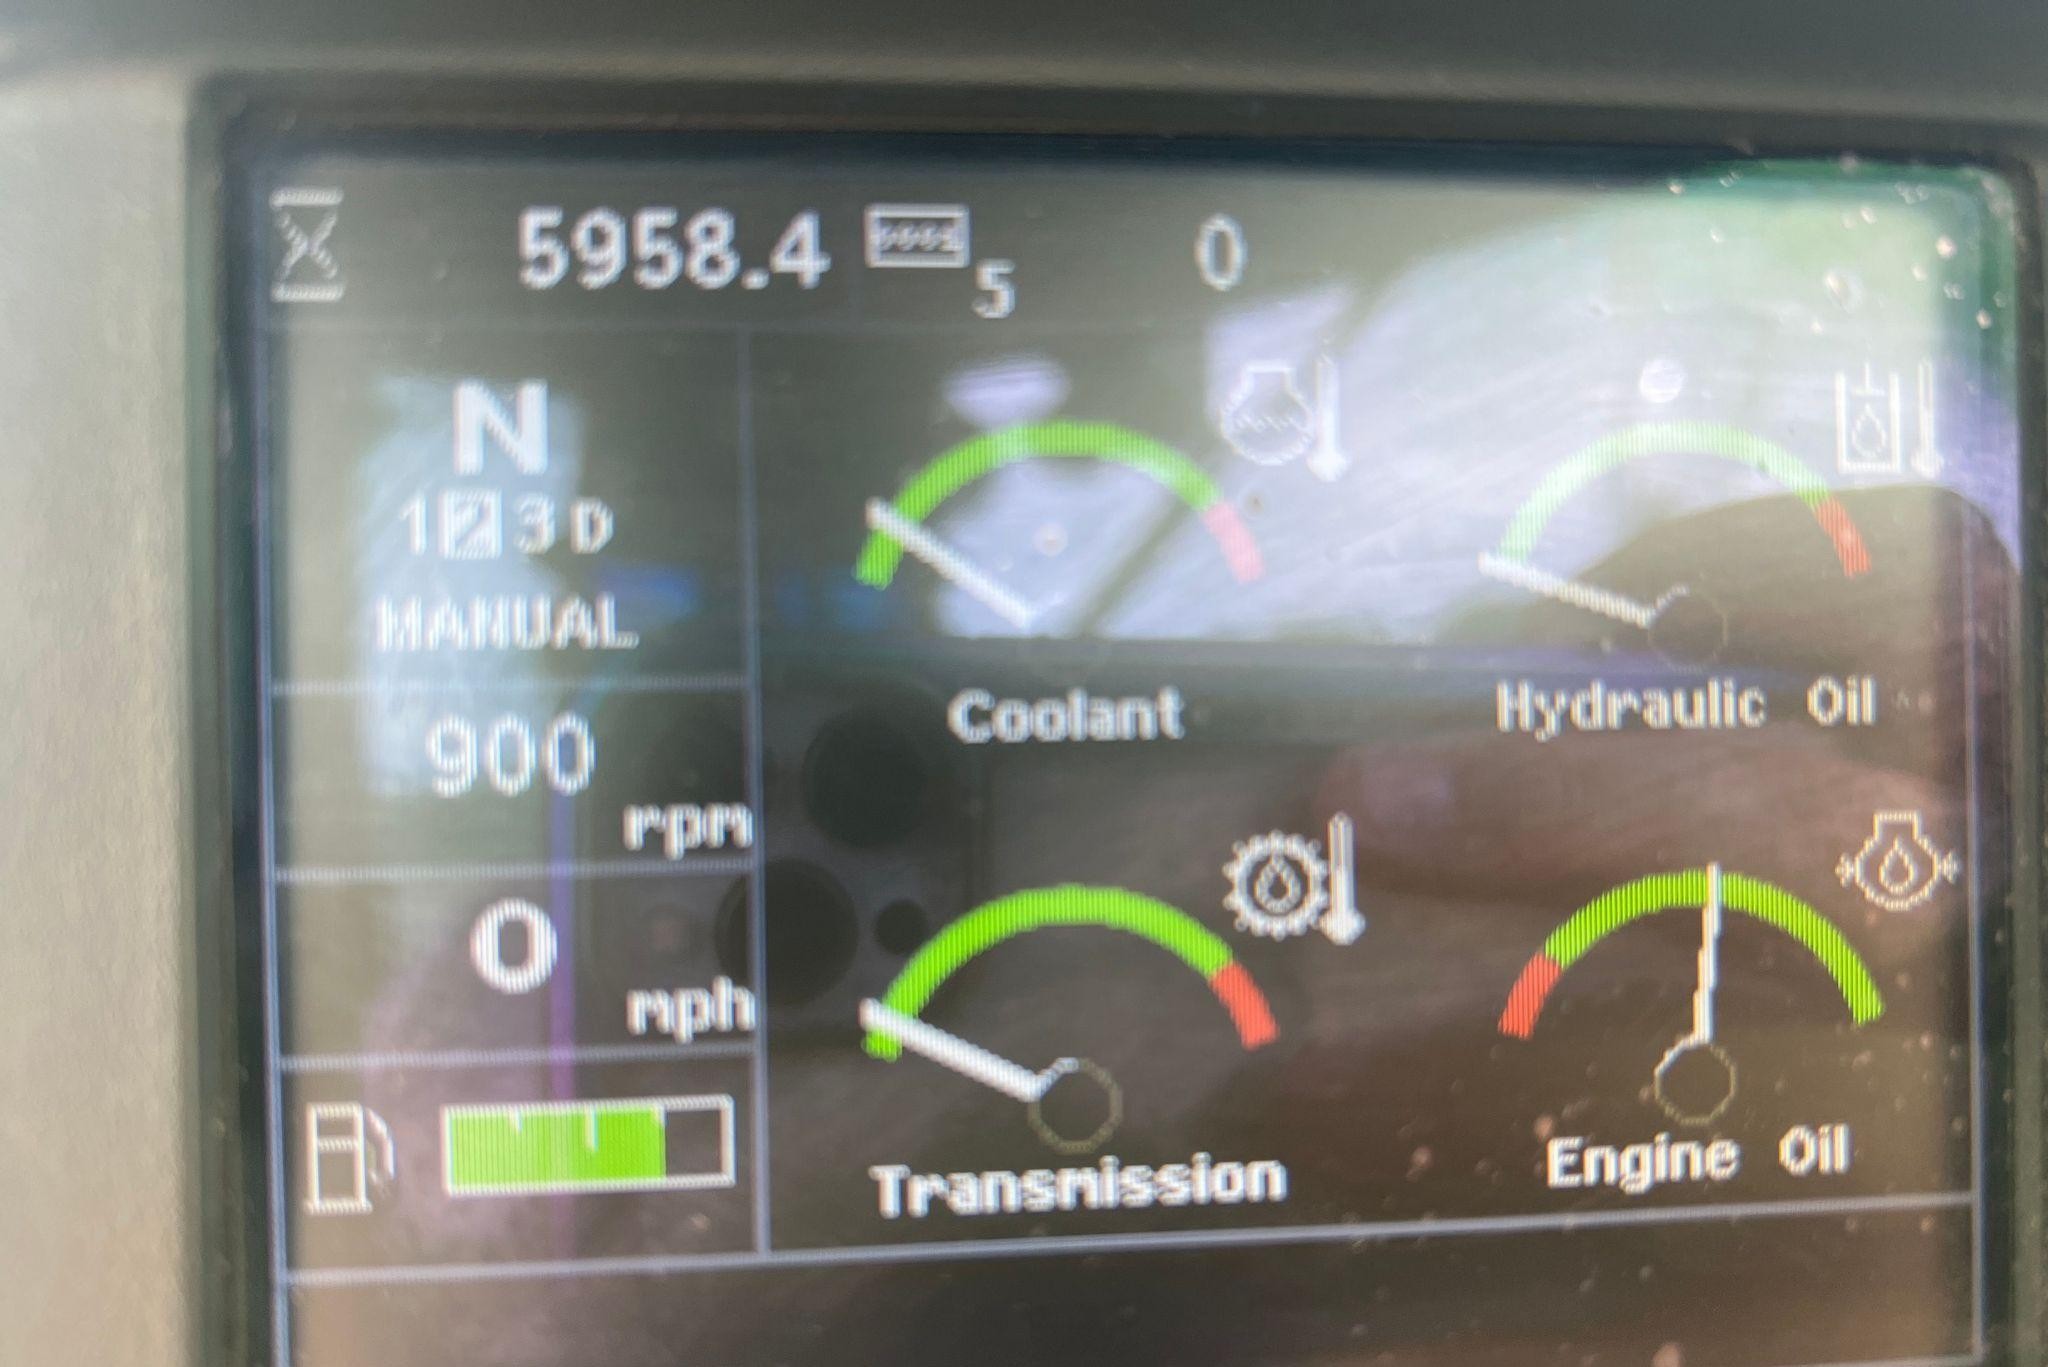 5958.4 5 0
N
1 2 3 D
MANUAL
900
rpm
0
mph
Coolant
Hydraulic Oil
Transmission
Engine Oil